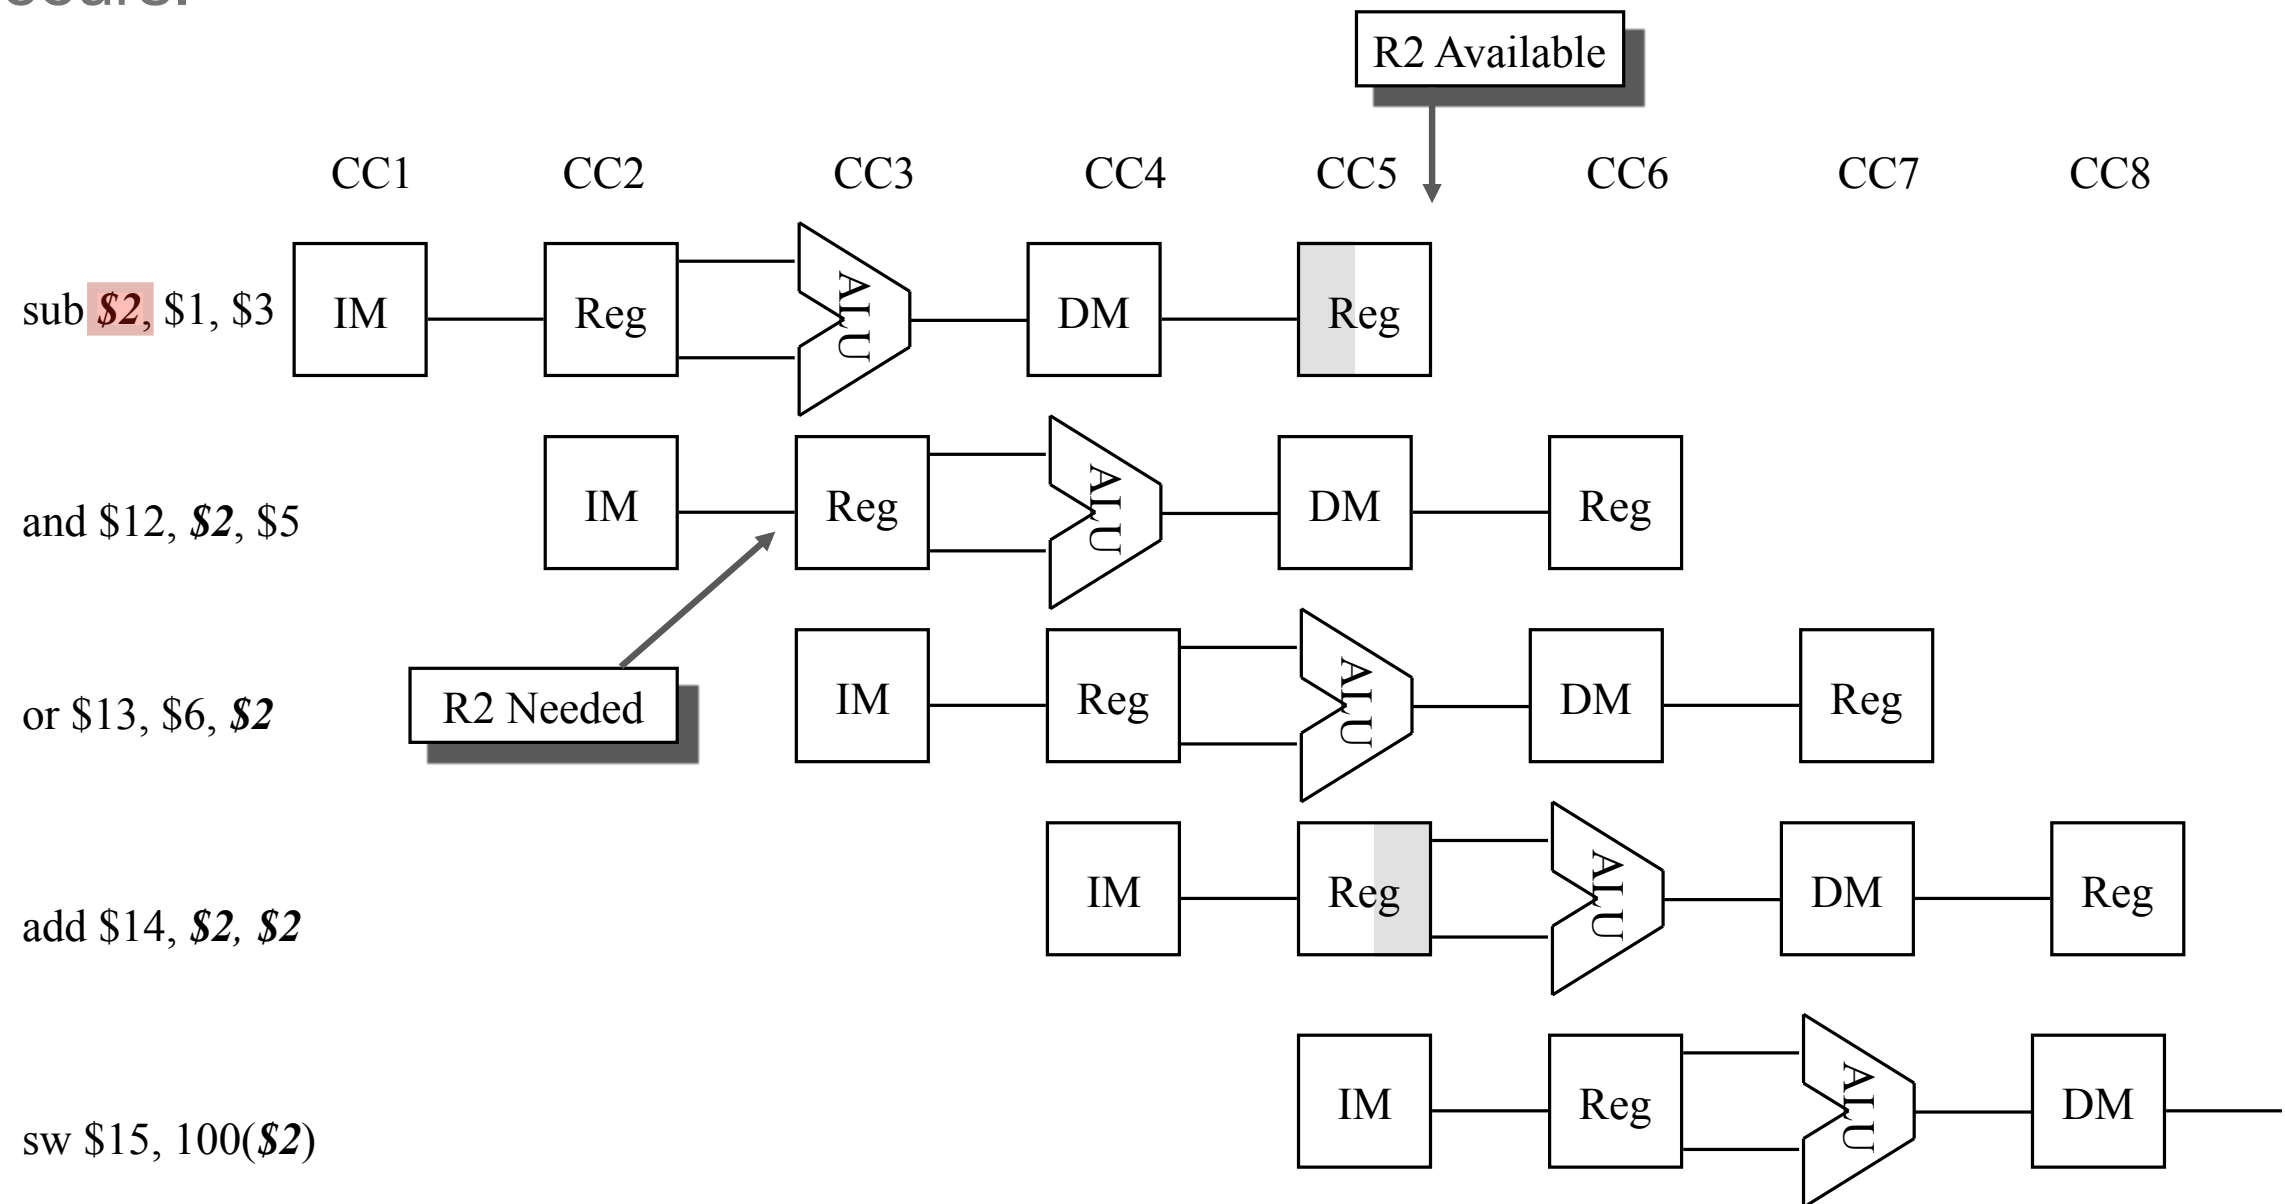 R2 Available
CC1 CC2 CC3 CC4 CC5 CC6 CC7 CC8
sub $2, $1, $3 IM Reg ALU DM Reg
and $12, $2, $5 IM Reg ALU DM Reg
R2 Needed
or $13, $6, $2 IM Reg ALU DM Reg
add $14, $2, $2 IM Reg ALU DM Reg
sw $15, 100($2) IM Reg ALU DM